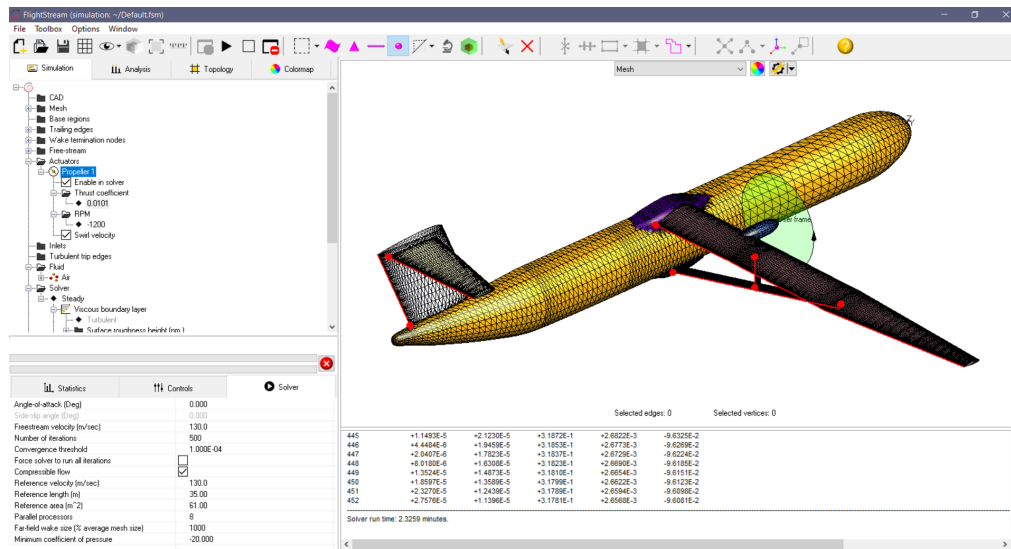 FlightStream (simulation: ~/Default.fsm)
File Toolbox Options Window
Simulation Analysis Topology Colormap
Mesh
CAD
Mesh
Base regions
Trailing edges
Wake termination nodes
Free-stream
Actuators
Propeller 1
Enable in solver
Thrust coefficient
0.0101
RPM
-1200
Swirl velocity
Inlets
Turbulent trip edges
Fluid
Air
Solver
Steady
Viscous boundary layer
Turbulent
Surface roughness height (nm )
Statistics Controls Solver
Angle-of-attack (Deg) 0.000
Side-slip angle (Deg) 0.000
Freestream velocity (m/sec) 130.0
Number of iterations 500
Convergence threshold 1.000E-04
Force solver to run all iterations
Compressible flow
Reference velocity (m/sec) 130.0
Reference length (m) 35.00
Reference area (m^2) 61.00
Parallel processors 8
Far-field wake size (% average mesh size) 1000
Minimum coefficient of pressure -20.000
Z
Y
frame
Selected edges: 0 Selected vertices: 0
445 +1.1493E-5 +2.1230E-5 +3.1872E-1 +2.6822E-3 -9.6325E-2
446 +4.4484E-6 +1.9459E-5 +3.1853E-1 +2.6773E-3 -9.6269E-2
447 +2.0407E-6 +1.7823E-5 +3.1837E-1 +2.6729E-3 -9.6224E-2
448 +8.0180E-6 +1.6308E-5 +3.1823E-1 +2.6690E-3 -9.6185E-2
449 +1.3524E-5 +1.4873E-5 +3.1810E-1 +2.6654E-3 -9.6151E-2
450 +1.8597E-5 +1.3589E-5 +3.1799E-1 +2.6622E-3 -9.6123E-2
451 +2.3270E-5 +1.2439E-5 +3.1789E-1 +2.6594E-3 -9.6098E-2
452 +2.7576E-5 +1.1396E-5 +3.1781E-1 +2.6568E-3 -9.6081E-2
Solver run time: 2.3259 minutes.